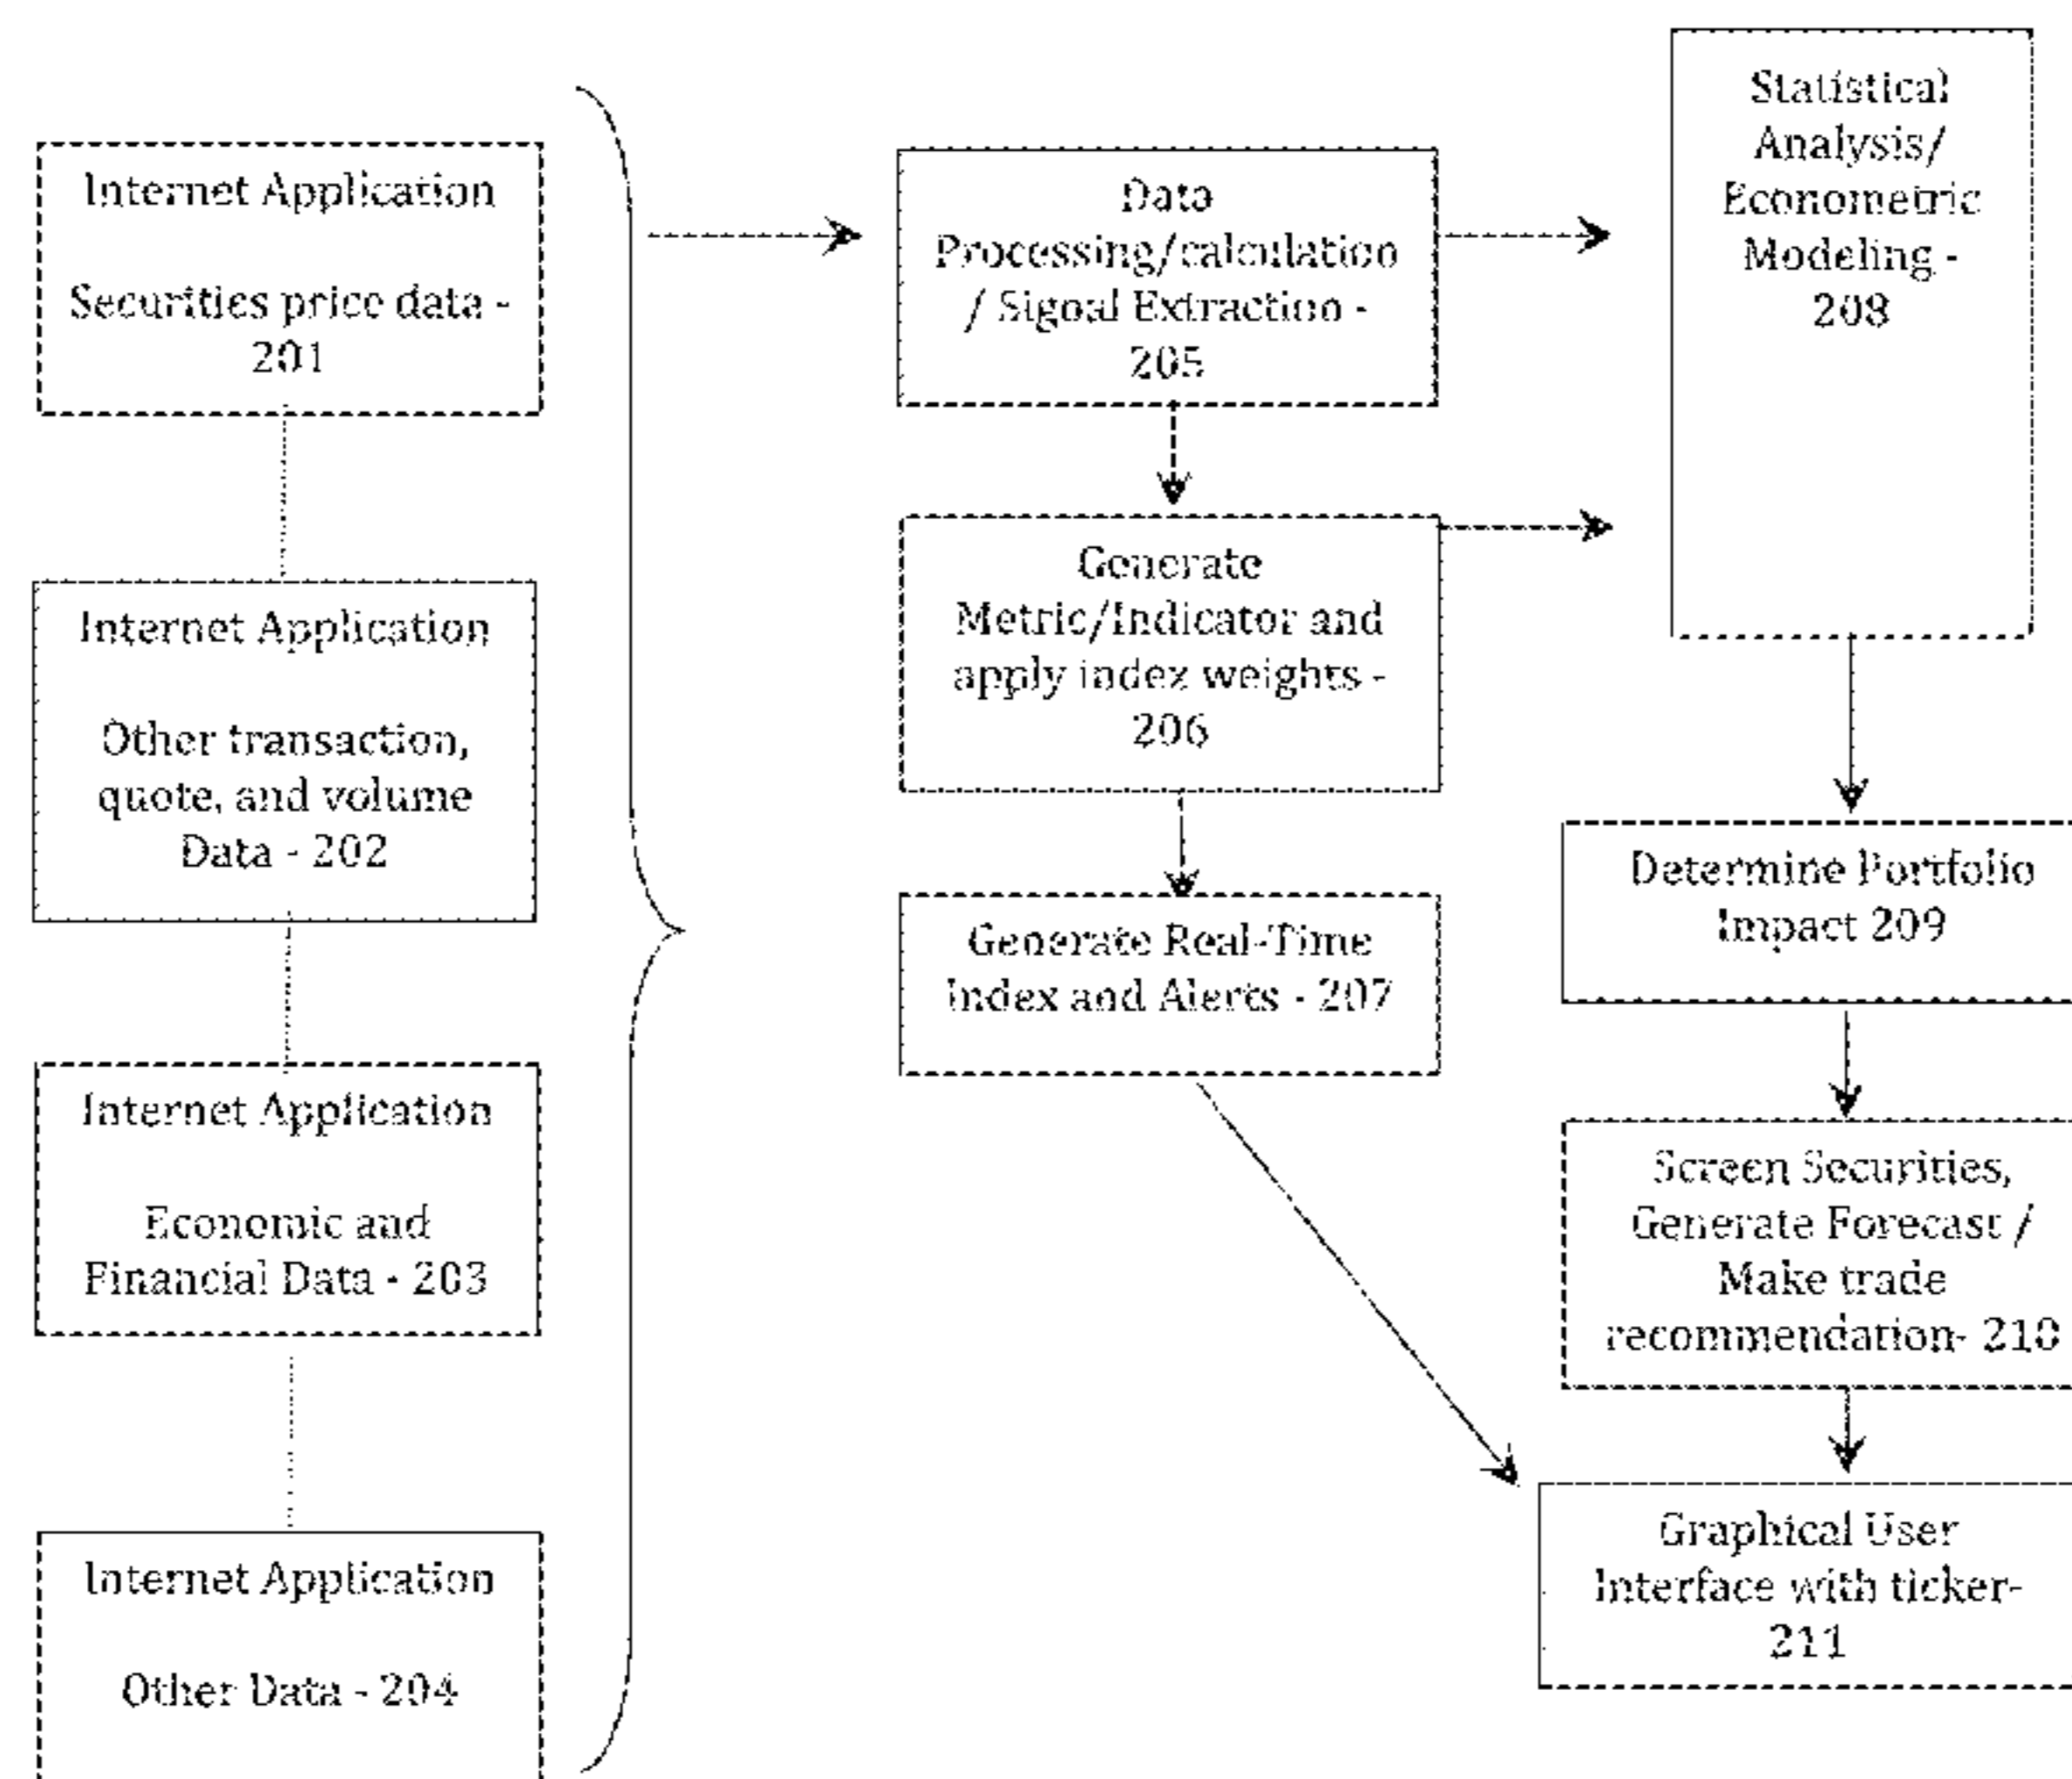 Internet Application
Securities price data -
201
Internet Application
Other transaction,
quote, and volume
Data - 202
Internet Application
Economic and
Financial Data - 203
Internet Application
Other Data - 204
Data
Processing/calculation
/ Signal Extraction -
205
Generate
Metric/Indicator and
apply index weights -
206
Generate Real-Time
Index and Alerts - 207
Statistical
Analysis/
Econometric
Modeling -
208
Determine Portfolio
Impact 209
Screen Securities,
Generate Forecast /
Make trade
recommendation- 210
Graphical User
Interface with ticker-
211